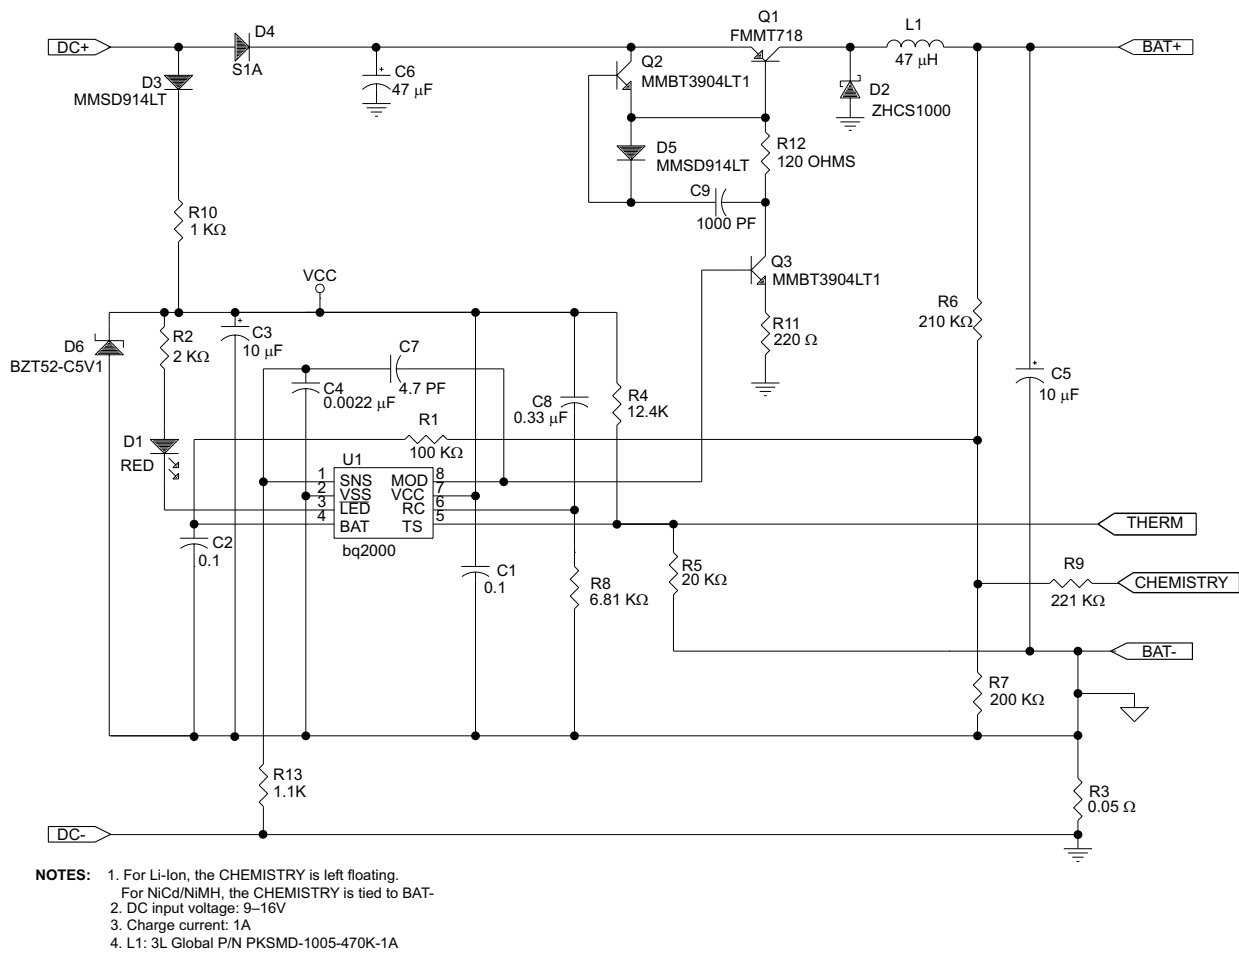 DC+
D4
S1A
D3
MMSD914LT
C6
47 μF
Q2
MMBT3904LT1
Q1
FMMT718
L1
47 μH
BAT+
D2
ZHCS1000
D5
MMSD914LT
R12
120 OHMS
C9
1000 PF
R10
1 KΩ
Q3
MMBT3904LT1
VCC
R11
220 Ω
R6
210 KΩ
D6
BZT52-C5V1
R2
2 KΩ
C3
10 μF
C7
4.7 PF
C4
0.0022 μF
C8
0.33 μF
R4
12.4K
C5
10 μF
D1
RED
R1
100 KΩ
U1
1 SNS MOD 8
2 VSS VCC 7
3 LED RC 6
4 BAT TS 5
bq2000
THERM
C2
0.1
C1
0.1
R8
6.81 KΩ
R5
20 KΩ
R9
221 KΩ
CHEMISTRY
BAT-
R7
200 KΩ
R13
1.1K
R3
0.05 Ω
DC-
NOTES: 1. For Li-Ion, the CHEMISTRY is left floating.
For NiCd/NiMH, the CHEMISTRY is tied to BAT-
2. DC input voltage: 9–16V
3. Charge current: 1A
4. L1: 3L Global P/N PKSMD-1005-470K-1A